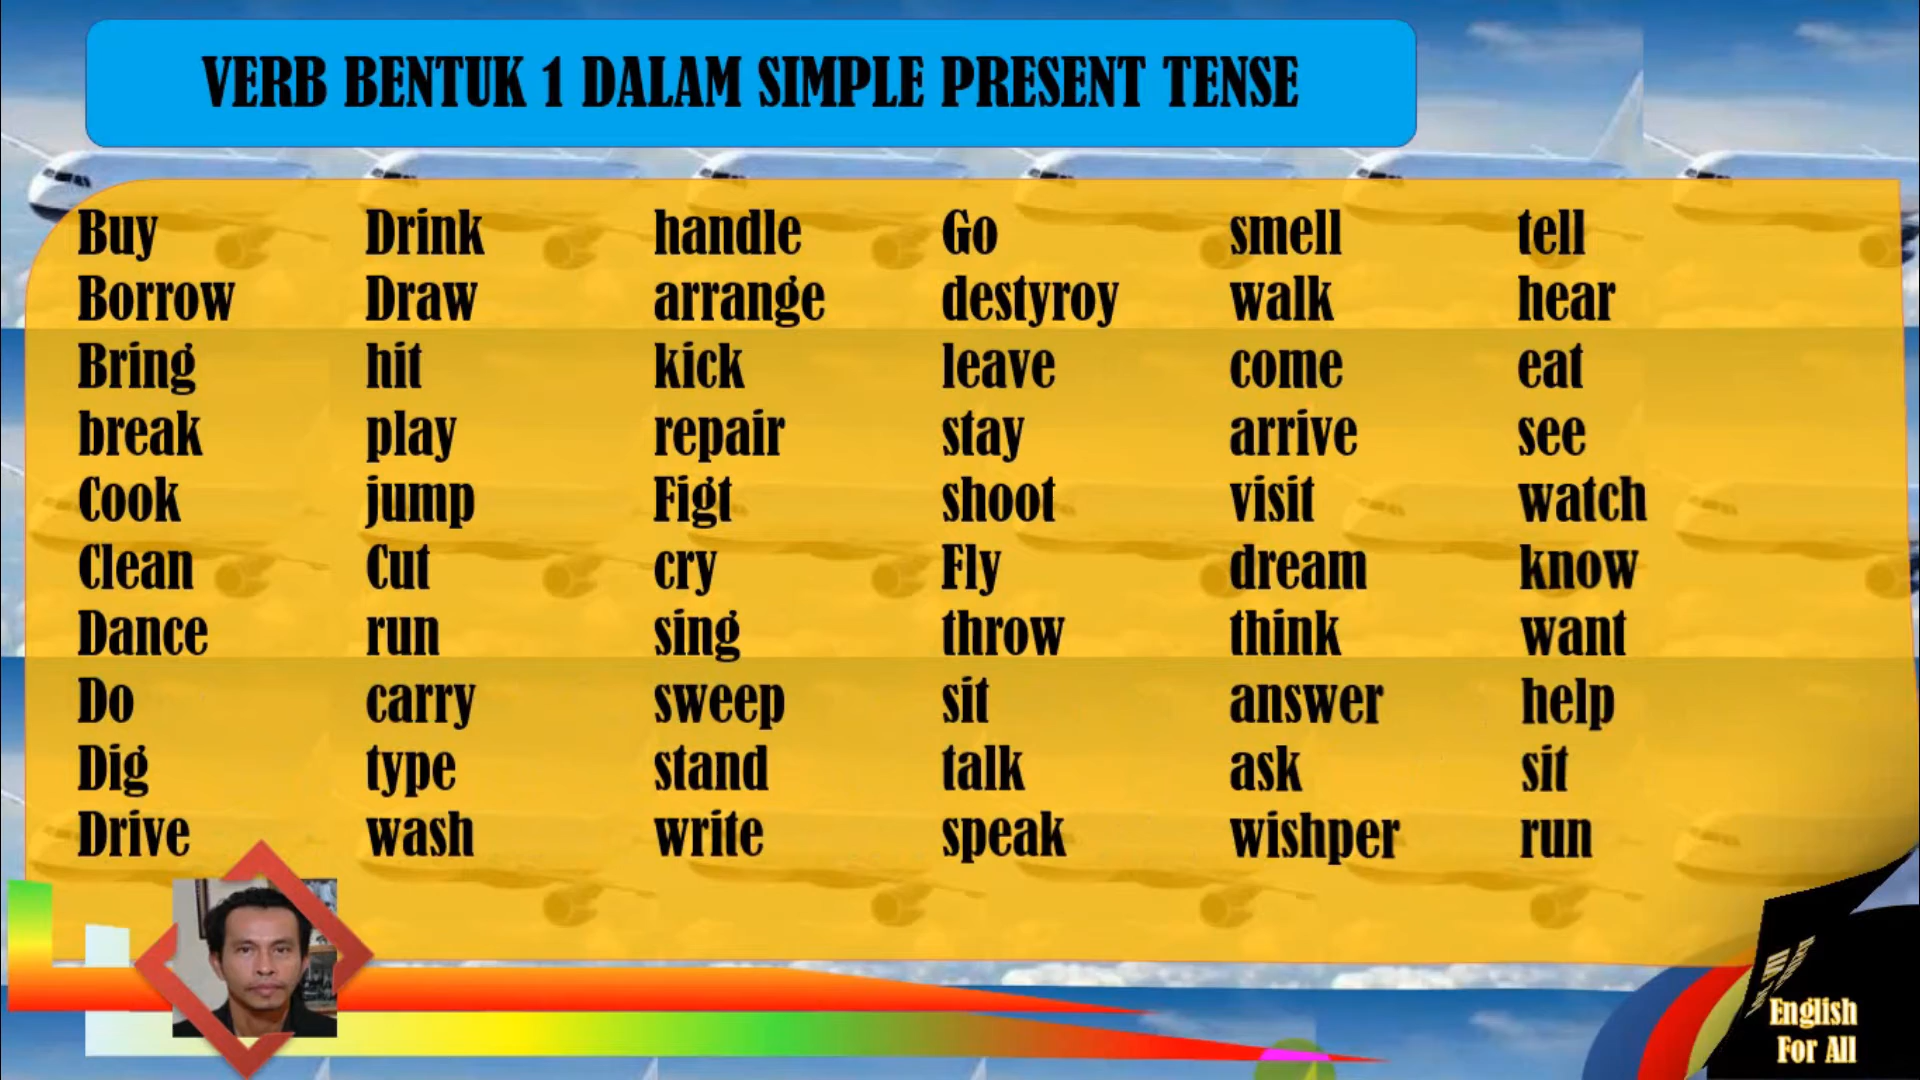 VERB BENTUK 1 DALAM SIMPLE PRESENT TENSE
Buy Drink handle Go smell tell
Borrow Draw arrange destyroy walk hear
Bring hit kick leave come eat
break play repair stay arrive see
Cook jump Figt shoot visit watch
Clean Cut cry Fly dream know
Dance run sing throw think want
Do carry sweep sit answer help
Dig type stand talk ask sit
Drive wash write speak wishper run
English
For All